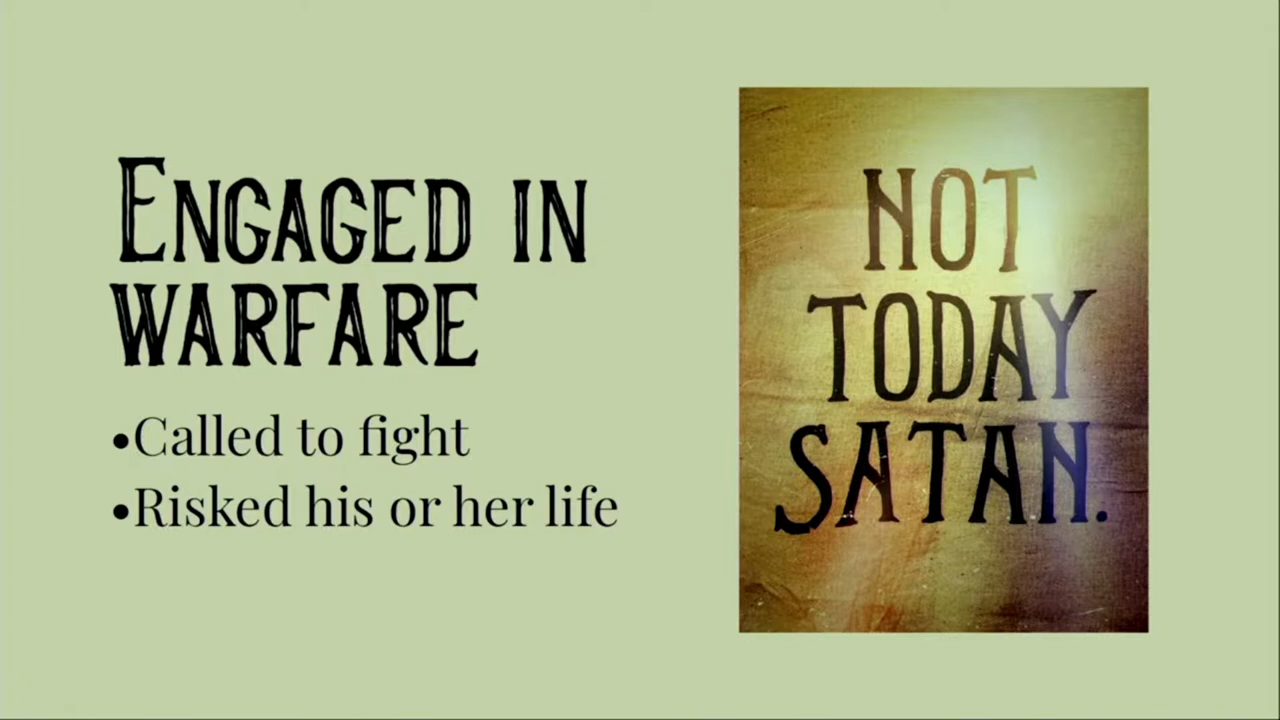 Engaged in
warfare
•Called to fight
•Risked his or her life
NOT
TODAY
SATAN.